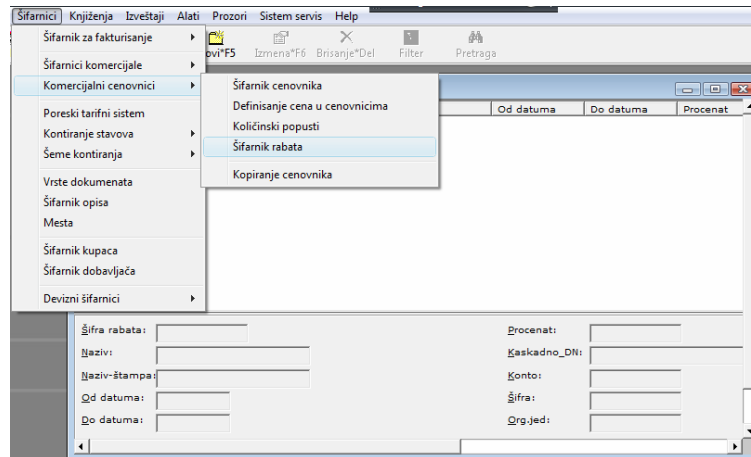 Šifarnici Knjiženja Izveštaji Alati Prozori Sistem servis Help
ovi*F5 Izmena*F6 Brisanje*Del Filter Pretraga
Šifarnik za fakturisanje
Šifarnici komercijale
Komercijalni cenovnici
Poreski tarifni sistem
Kontiranje stavova
Šeme kontiranja
Vrste dokumenata
Šifarnik opisa
Mesta
Šifarnik kupaca
Šifarnik dobavljača
Devizni šifarnici
Šifarnik cenovnika
Definisanje cena u cenovnicima
Količinski popusti
Šifarnik rabata
Kopiranje cenovnika
Od datuma Do datuma Procenat
Šifra rabata: Procenat:
Naziv: Kaskadno_DN:
Naziv-štampa: Konto:
Od datuma: Šifra:
Do datuma: Org.jed: